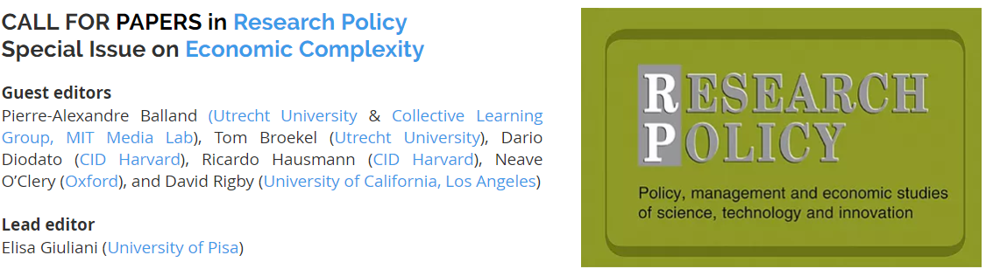 CALL FOR PAPERS in Research Policy
Special Issue on Economic Complexity
Guest editors
Pierre-Alexandre Balland (Utrecht University & Collective Learning
Group, MIT Media Lab), Tom Broekel (Utrecht University), Dario
Diodato (CID Harvard), Ricardo Hausmann (CID Harvard), Neave
O’Clery (Oxford), and David Rigby (University of California, Los Angeles)
Lead editor
Elisa Giuliani (University of Pisa)
RESEARCH
POLICY
Policy, management and economic studies
of science, technology and innovation